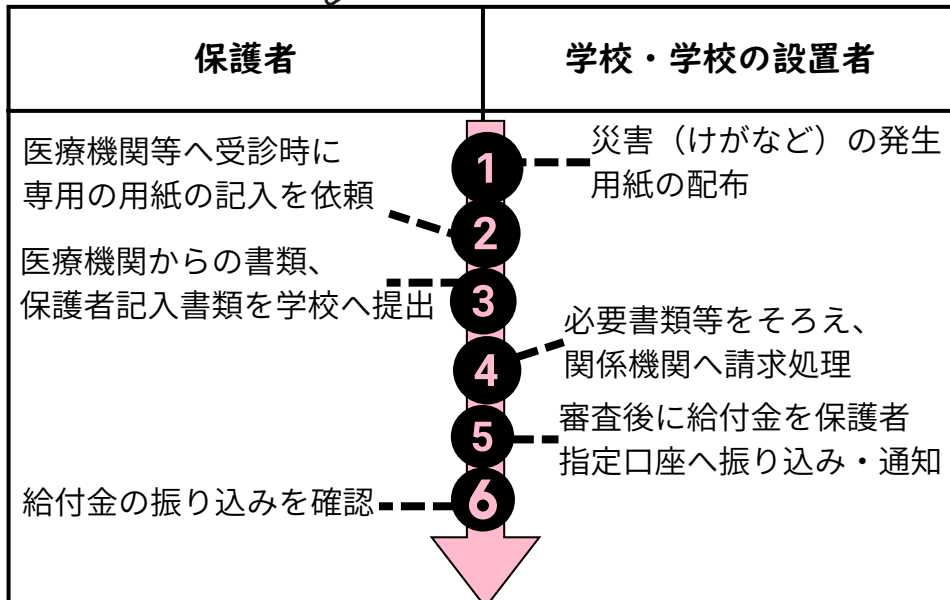 保護者
学校・学校の設置者
1
災害（けがなど）の発生
用紙の配布
医療機関等へ受診時に
専用の用紙の記入を依頼
2
医療機関からの書類、
保護者記入書類を学校へ提出
3
4
必要書類等をそろえ、
関係機関へ請求処理
5
審査後に給付金を保護者
指定口座へ振り込み・通知
給付金の振り込みを確認
6